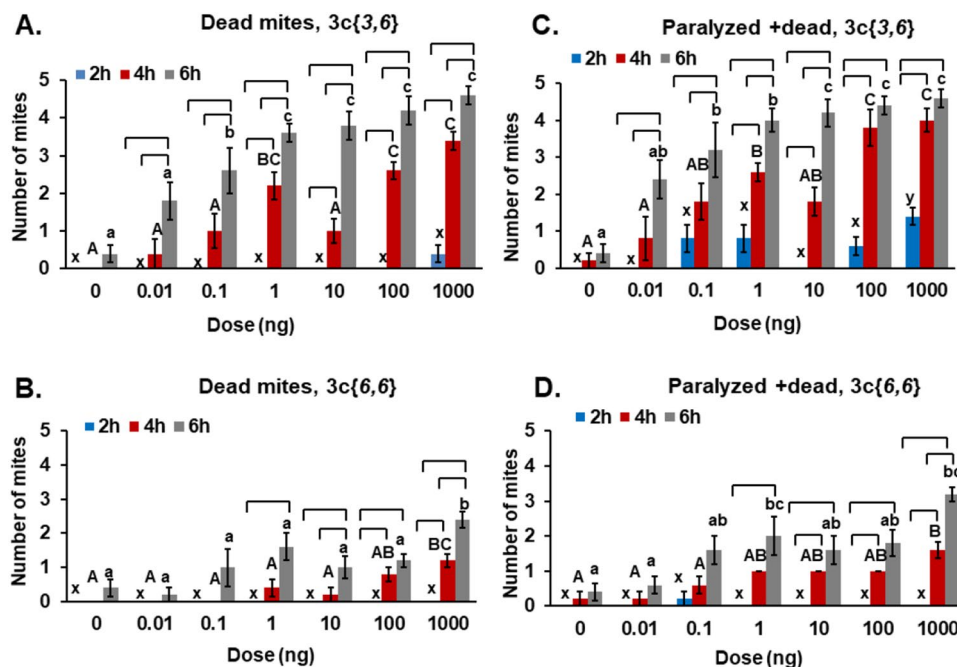 A. Dead mites, 3c{3,6}
2h 4h 6h
Number of mites
5
4
3
2
1
0
x A a
x A a
x A b
x BC c
x A c
x C c
x C c
0 0.01 0.1 1 10 100 1000
Dose (ng)
C. Paralyzed +dead, 3c{3,6}
2h 4h 6h
Number of mites
5
4
3
2
1
0
x A a
x A ab
x AB b
x B b
x AB c
x C c
y C c
0 0.01 0.1 1 10 100 1000
Dose (ng)
B. Dead mites, 3c{6,6}
2h 4h 6h
Number of mites
5
4
3
2
1
0
x A a
x A a
x A a
x A a
x A a
x AB a
x BC b
0 0.01 0.1 1 10 100 1000
Dose (ng)
D. Paralyzed +dead, 3c{6,6}
2h 4h 6h
Number of mites
5
4
3
2
1
0
x A a
x A a
x A ab
x AB bc
x AB ab
x AB ab
x B bc
0 0.01 0.1 1 10 100 1000
Dose (ng)